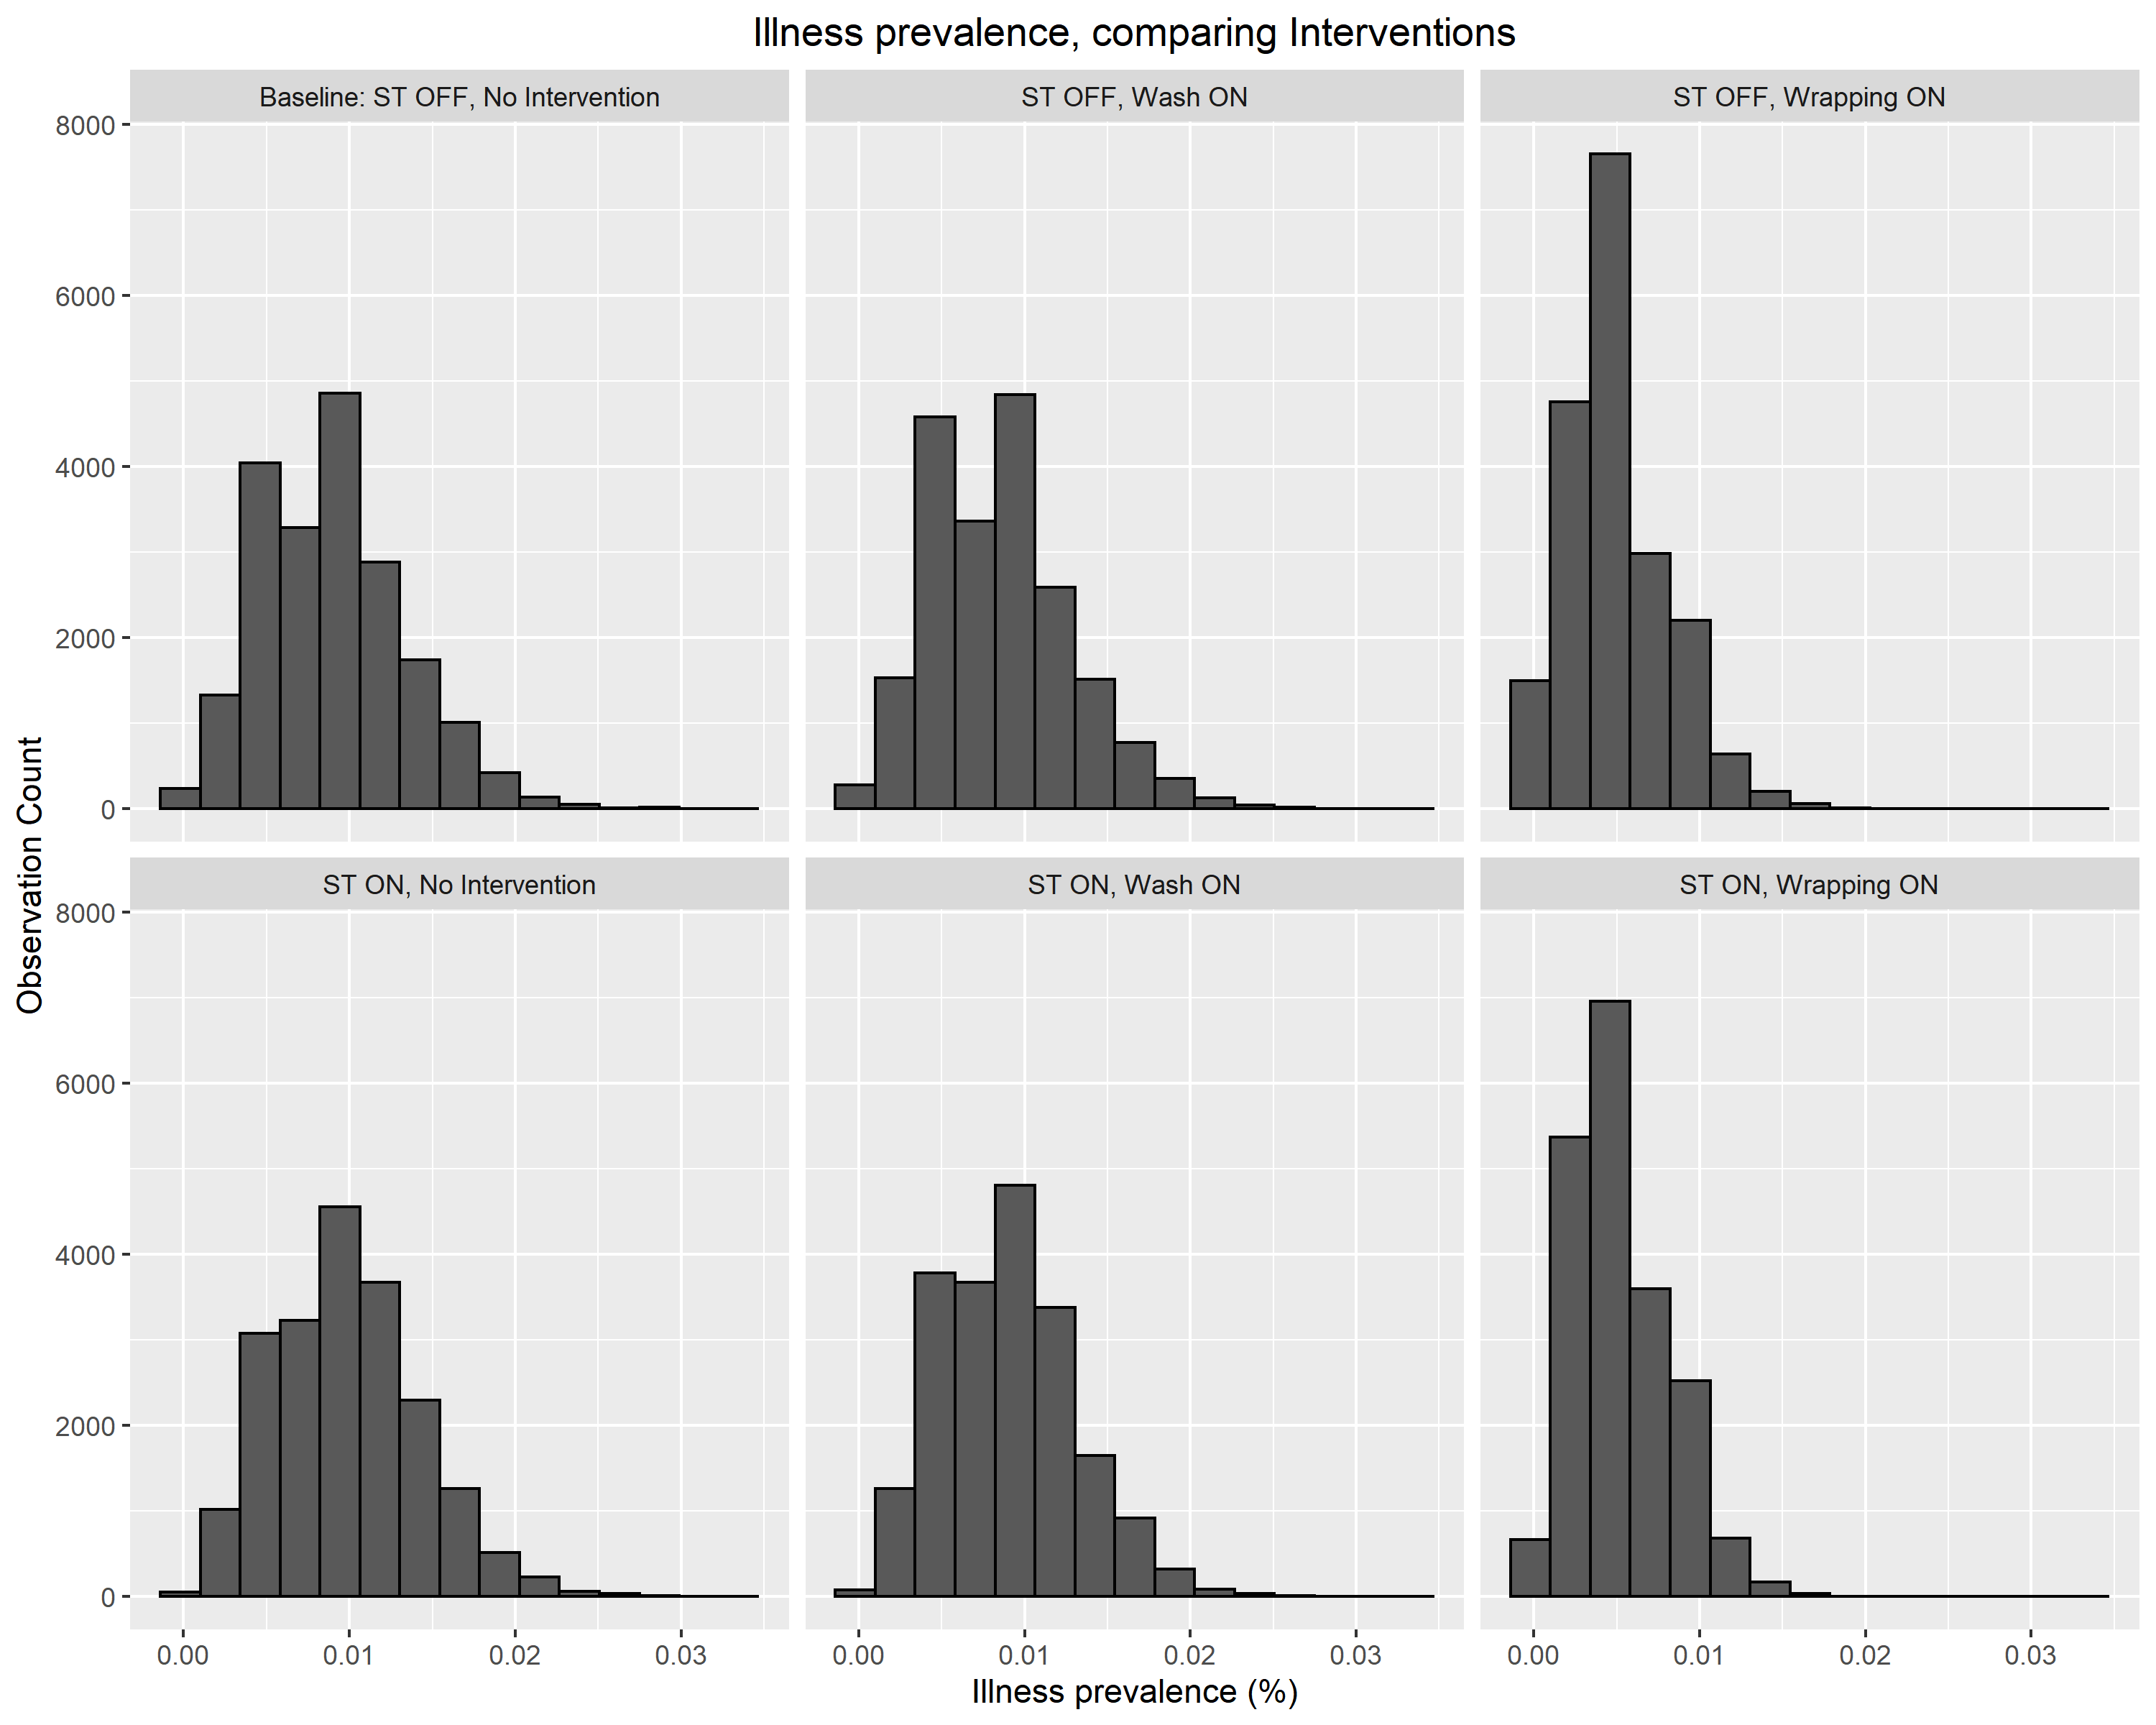 Illness prevalence, comparing Interventions
Baseline: ST OFF, No Intervention
ST OFF, Wash ON
ST OFF, Wrapping ON
8000
6000
4000
2000
0
Observation Count
ST ON, No Intervention
ST ON, Wash ON
ST ON, Wrapping ON
8000
6000
4000
2000
0
0.00 0.01 0.02 0.03
0.00 0.01 0.02 0.03
0.00 0.01 0.02 0.03
Illness prevalence (%)